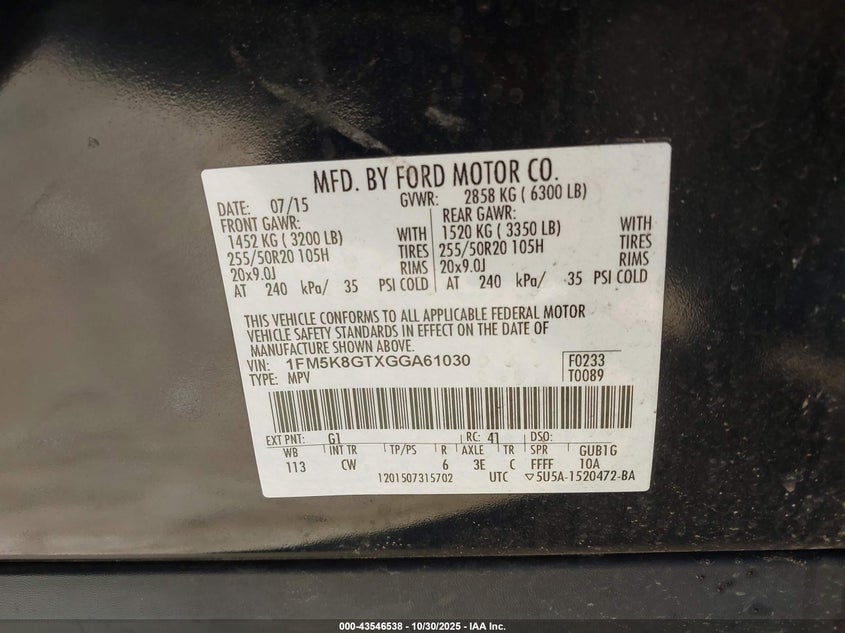 MFD. BY FORD MOTOR CO.
DATE: 07/15 GVWR: 2858 KG ( 6300 LB)
FRONT GAWR: REAR GAWR:
1452 KG ( 3200 LB) WITH 1520 KG ( 3350 LB) WITH
255/50R20 105H TIRES 255/50R20 105H TIRES
20x9.0J RIMS 20x9.0J RIMS
AT 240 kPa/ 35 PSI COLD AT 240 kPa/ 35 PSI COLD
THIS VEHICLE CONFORMS TO ALL APPLICABLE FEDERAL MOTOR
VEHICLE SAFETY STANDARDS IN EFFECT ON THE DATE OF
MANUFACTURE SHOWN ABOVE.
VIN: 1FM5K8GTXGGA61030 F0233
TYPE: MPV T0089
EXT PNT: G1 RC: 41 DSO:
WB INT TR TP/PS R AXLE TR SPR GUB1G
113 CW 6 3E C FFFF 10A
1201507315702 UTC ▽5U5A-1520472-BA
000-43546538 - 10/30/2025 - IAA Inc.